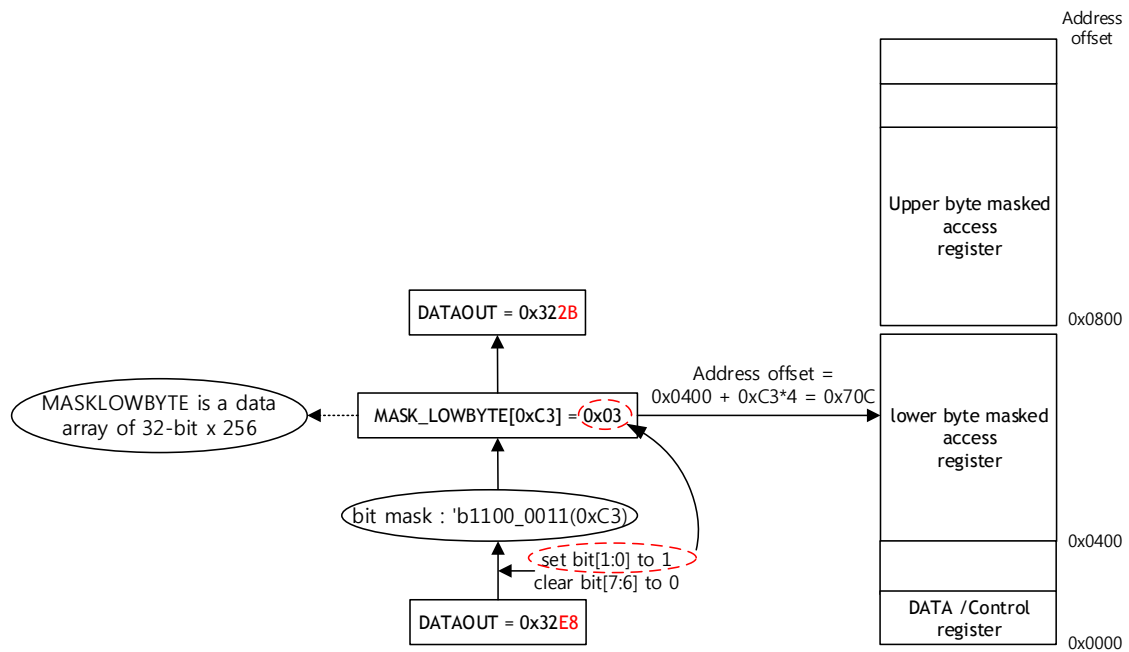 Address
offset
Upper byte masked
access
register
0x0800
DATAOUT = 0x322B
Address offset =
0x0400 + 0xC3*4 = 0x70C
MASKLOWBYTE is a data
array of 32-bit x 256
MASK_LOWBYTE[0xC3] = 0x03
lower byte masked
access
register
bit mask : 'b1100_0011(0xC3)
0x0400
set bit[1:0] to 1
clear bit[7:6] to 0
DATAOUT = 0x32E8
DATA /Control
register
0x0000